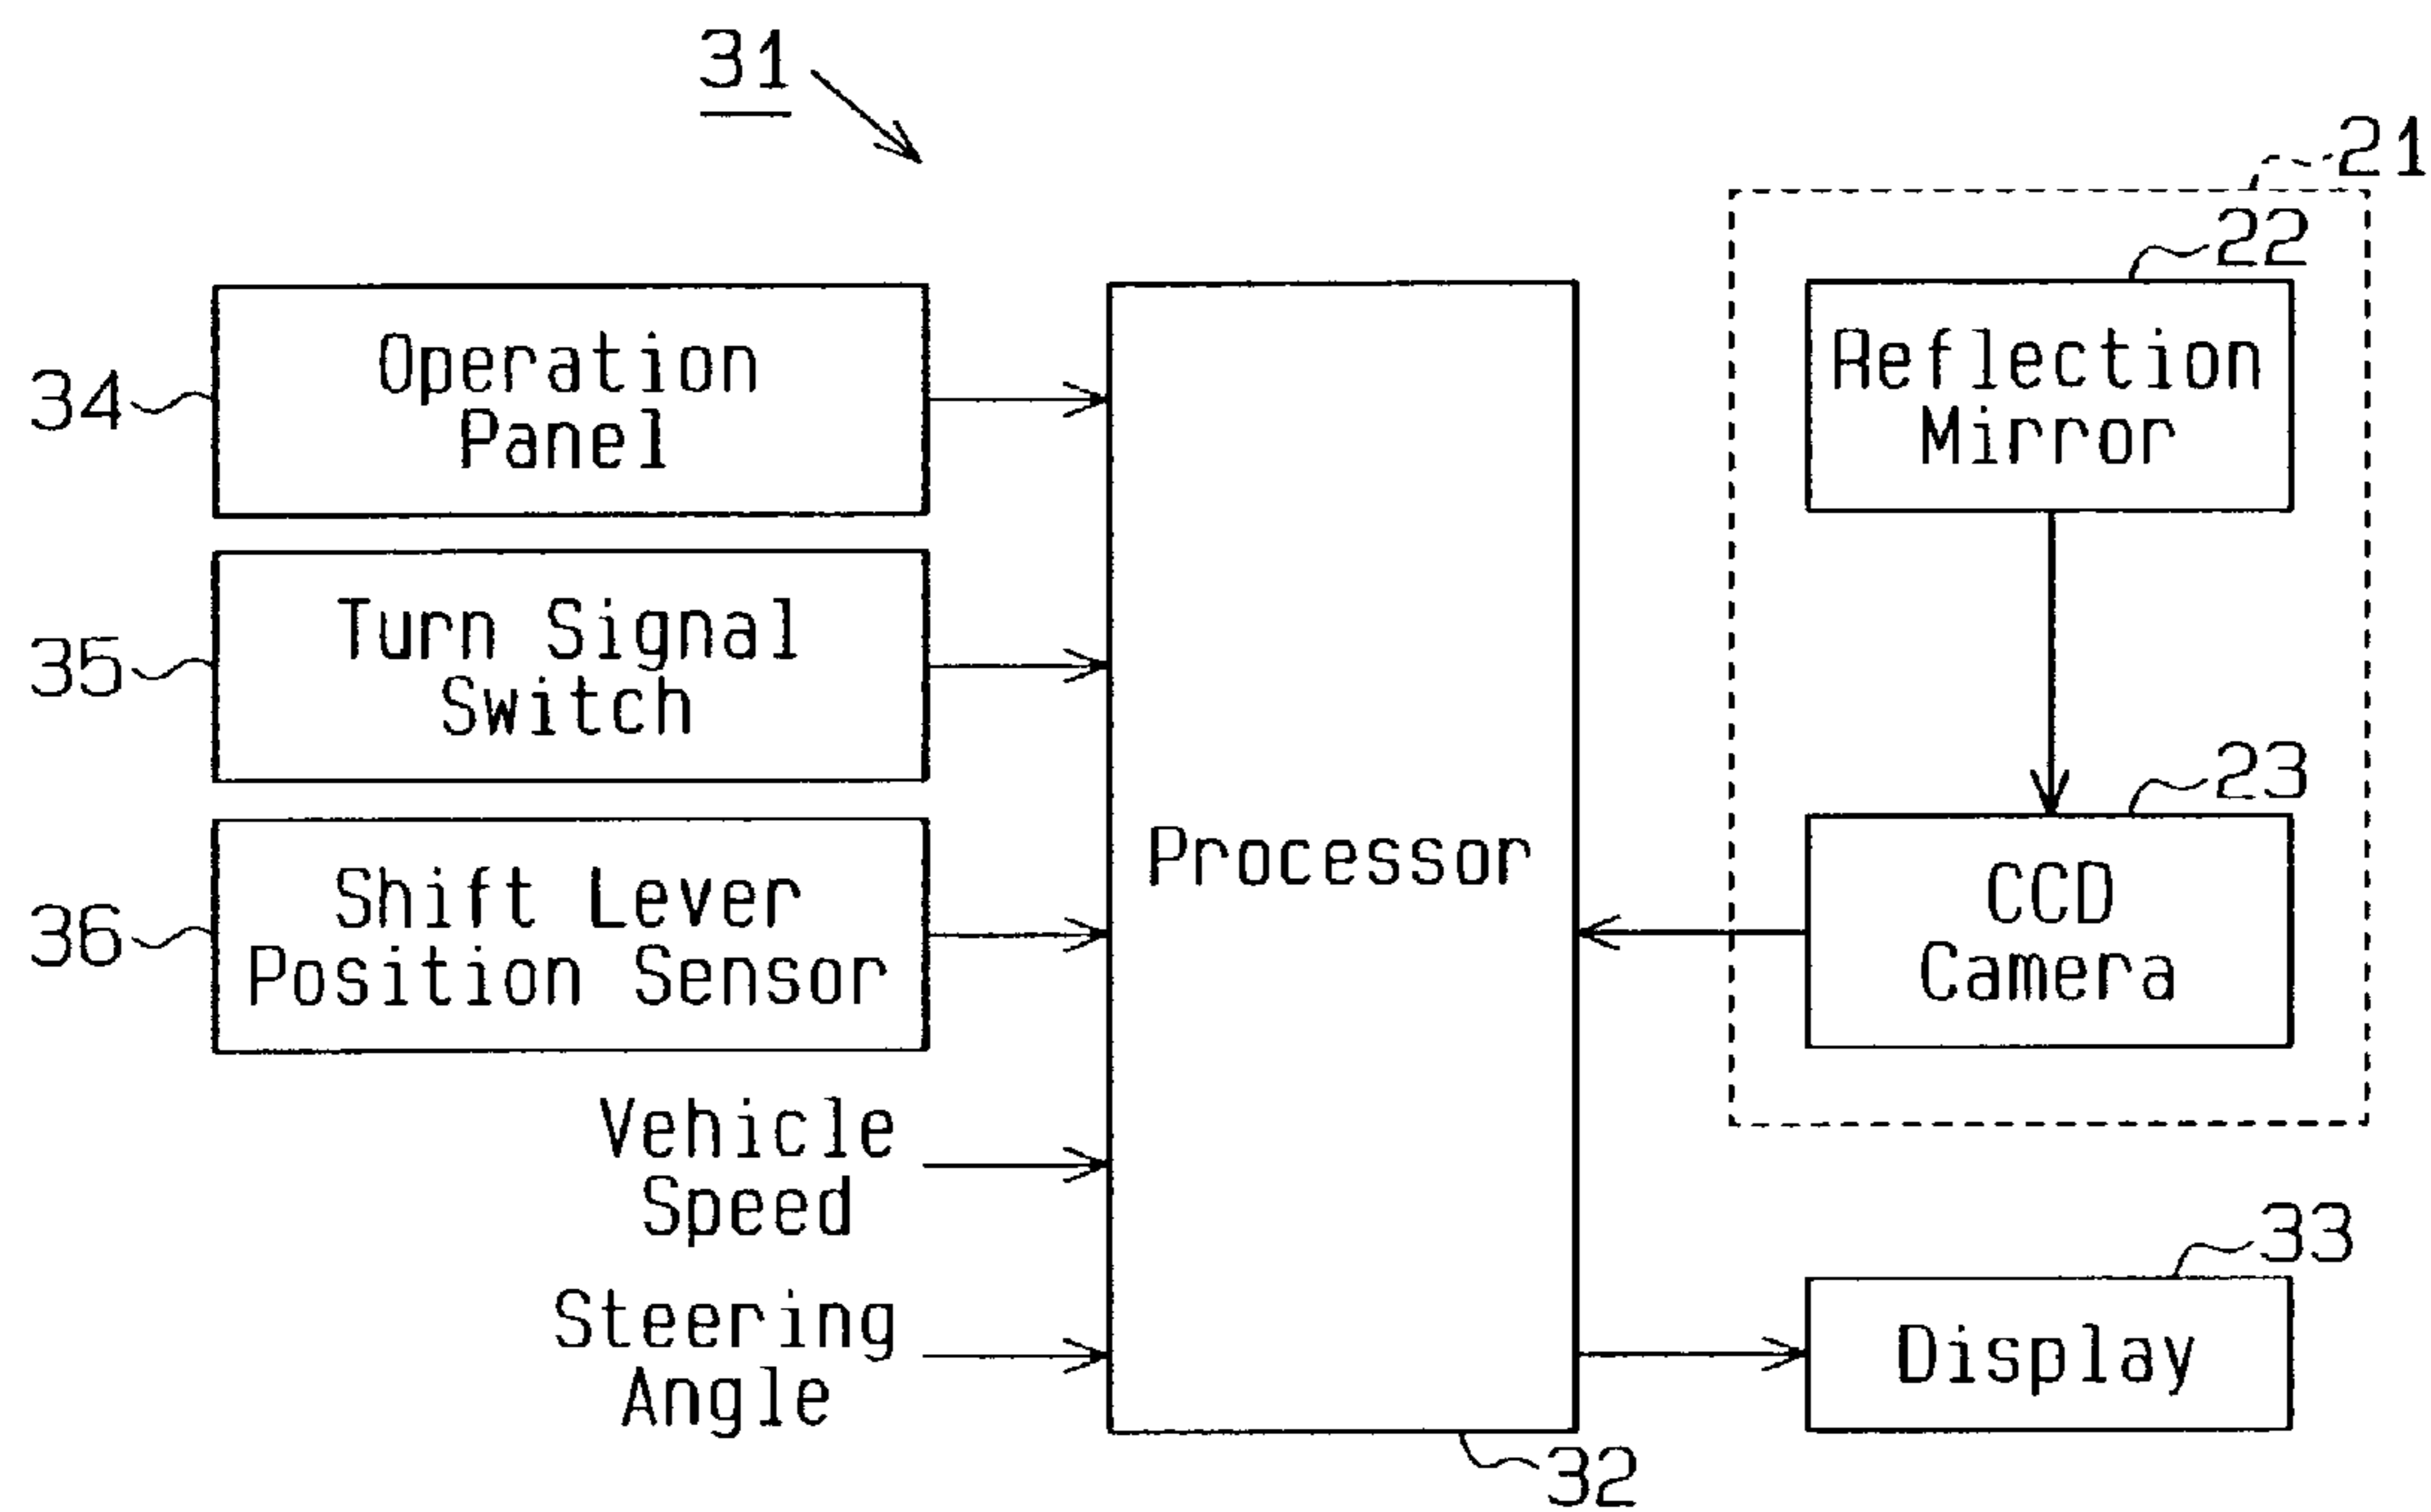 31
21
22
Reflection
Mirror
34
Operation
Panel
35
Turn Signal
Switch
36
Shift Lever
Position Sensor
Vehicle
Speed
Steering
Angle
Processor
32
23
CCD
Camera
33
Display